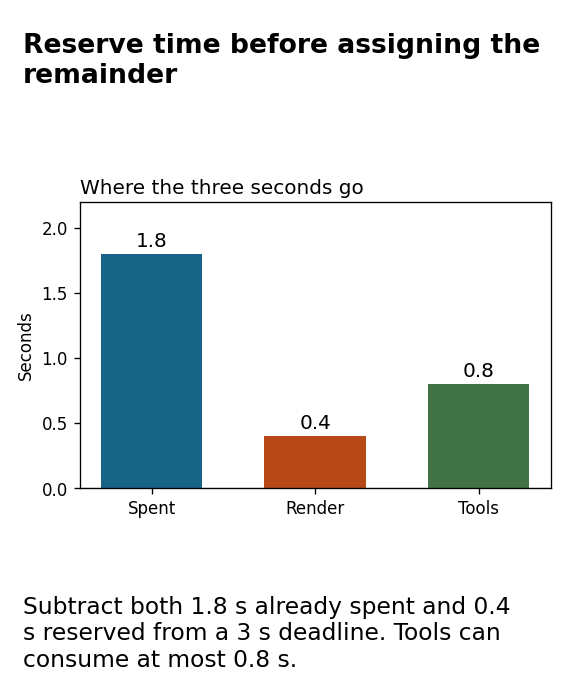 Reserve time before assigning the
remainder
Where the three seconds go
2.0
1.5
1.0
0.5
0.0
Seconds
1.8
0.4
0.8
Spent
Render
Tools
Subtract both 1.8 s already spent and 0.4
s reserved from a 3 s deadline. Tools can
consume at most 0.8 s.